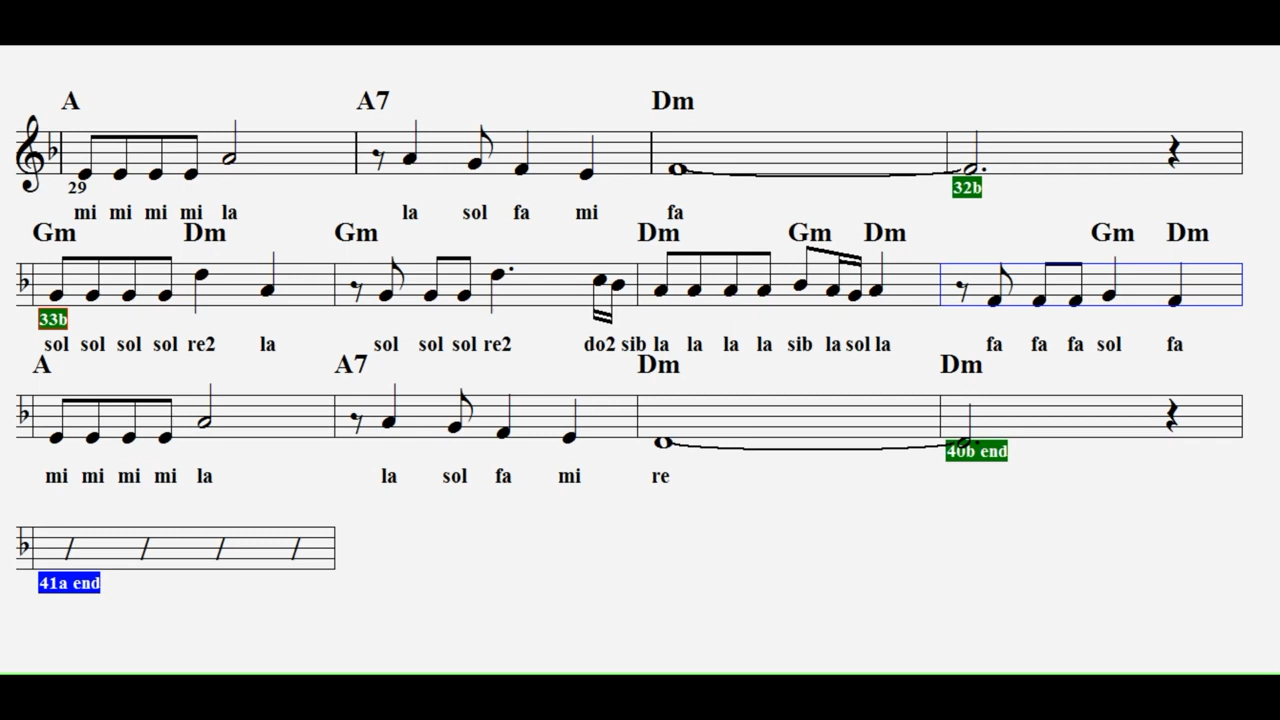 A A7 Dm
29
32b
mi mi mi mi la la sol fa mi fa
Gm Dm Gm Dm Gm Dm Gm Dm
33b
sol sol sol sol re2 la sol sol sol re2 do2 sib la la la la sib la sol la fa fa fa sol fa
A A7 Dm Dm
40b end
mi mi mi mi la la sol fa mi re
41a end